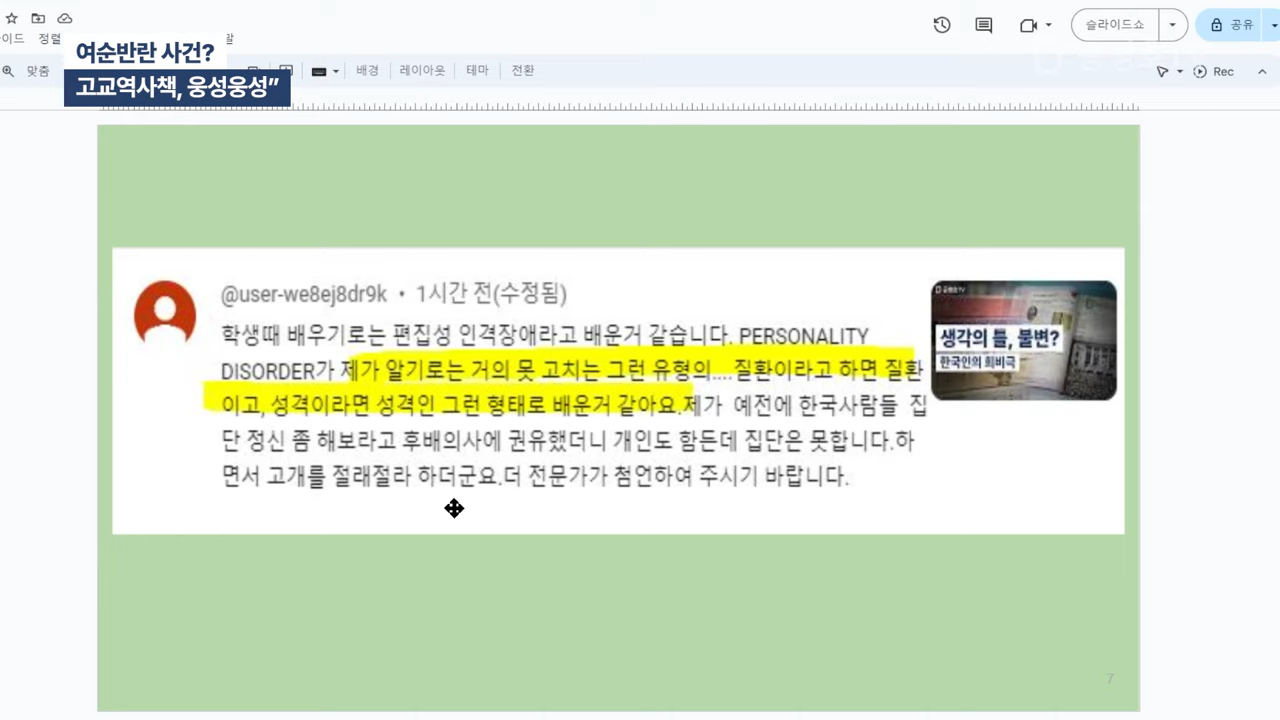 이드 정렬
여순반란 사건?
고교역사책, 웅성웅성”
슬라이드쇼
공유
맞춤
배경 레이아웃 테마 전환
Rec
@user-we8ej8dr9k • 1시간 전(수정됨)
학생때 배우기로는 편집성 인격장애라고 배운거 같습니다. PERSONALITY
DISORDER가 제가 알기로는 거의 못 고치는 그런 유형의....질환이라고 하면 질환
이고, 성격이라면 성격인 그런 형태로 배운거 같아요.제가 예전에 한국사람들 집
단 정신 좀 해보라고 후배의사에 권유했더니 개인도 함든데 집단은 못합니다.하
면서 고개를 절래절라 하더군요.더 전문가가 첨언하여 주시기 바랍니다.
생각의 틀, 불변?
한국인의 희비극
7